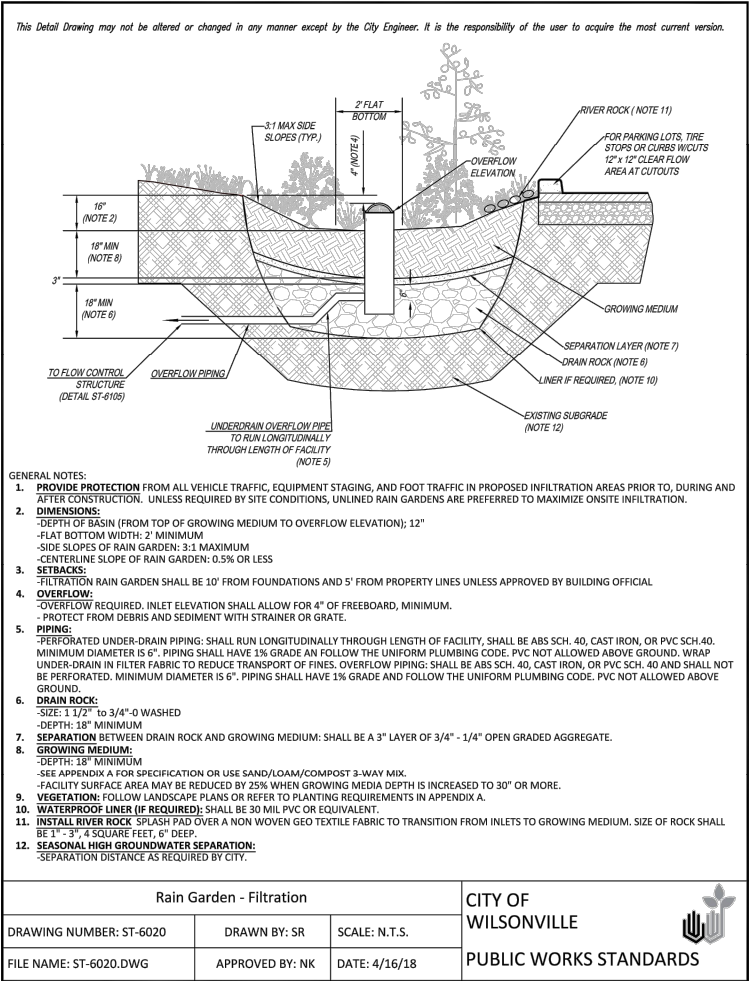 This Detail Drawing may not be altered or changed in any manner except by the City Engineer. It is the responsibility of the user to acquire the most current version.
2' FLAT
BOTTOM
RIVER ROCK ( NOTE 11)
3:1 MAX SIDE
SLOPES (TYP.)
4" (NOTE 4)
FOR PARKING LOTS, TIRE
STOPS OR CURBS W/CUTS
12" x 12" CLEAR FLOW
AREA AT CUTOUTS
OVERFLOW
ELEVATION
16"
(NOTE 2)
18" MIN
(NOTE 8)
3"
18" MIN
(NOTE 6)
6"
GROWING MEDIUM
SEPARATION LAYER (NOTE 7)
DRAIN ROCK (NOTE 6)
LINER IF REQUIRED, (NOTE 10)
TO FLOW CONTROL
STRUCTURE
(DETAIL ST-6105)
OVERFLOW PIPING
EXISTING SUBGRADE
(NOTE 12)
UNDERDRAIN OVERFLOW PIPE
TO RUN LONGITUDINALLY
THROUGH LENGTH OF FACILITY
(NOTE 5)
GENERAL NOTES:
1. PROVIDE PROTECTION FROM ALL VEHICLE TRAFFIC, EQUIPMENT STAGING, AND FOOT TRAFFIC IN PROPOSED INFILTRATION AREAS PRIOR TO, DURING AND
AFTER CONSTRUCTION. UNLESS REQUIRED BY SITE CONDITIONS, UNLINED RAIN GARDENS ARE PREFERRED TO MAXIMIZE ONSITE INFILTRATION.
2. DIMENSIONS:
-DEPTH OF BASIN (FROM TOP OF GROWING MEDIUM TO OVERFLOW ELEVATION); 12"
-FLAT BOTTOM WIDTH: 2' MINIMUM
-SIDE SLOPES OF RAIN GARDEN: 3:1 MAXIMUM
-CENTERLINE SLOPE OF RAIN GARDEN: 0.5% OR LESS
3. SETBACKS:
-FILTRATION RAIN GARDEN SHALL BE 10' FROM FOUNDATIONS AND 5' FROM PROPERTY LINES UNLESS APPROVED BY BUILDING OFFICIAL
4. OVERFLOW:
-OVERFLOW REQUIRED. INLET ELEVATION SHALL ALLOW FOR 4" OF FREEBOARD, MINIMUM.
- PROTECT FROM DEBRIS AND SEDIMENT WITH STRAINER OR GRATE.
5. PIPING:
-PERFORATED UNDER-DRAIN PIPING: SHALL RUN LONGITUDINALLY THROUGH LENGTH OF FACILITY, SHALL BE ABS SCH. 40, CAST IRON, OR PVC SCH.40.
MINIMUM DIAMETER IS 6". PIPING SHALL HAVE 1% GRADE AN FOLLOW THE UNIFORM PLUMBING CODE. PVC NOT ALLOWED ABOVE GROUND. WRAP
UNDER-DRAIN IN FILTER FABRIC TO REDUCE TRANSPORT OF FINES. OVERFLOW PIPING: SHALL BE ABS SCH. 40, CAST IRON, OR PVC SCH. 40 AND SHALL NOT
BE PERFORATED. MINIMUM DIAMETER IS 6". PIPING SHALL HAVE 1% GRADE AND FOLLOW THE UNIFORM PLUMBING CODE. PVC NOT ALLOWED ABOVE
GROUND.
6. DRAIN ROCK:
-SIZE: 1 1/2" to 3/4"-0 WASHED
-DEPTH: 18" MINIMUM
7. SEPARATION BETWEEN DRAIN ROCK AND GROWING MEDIUM: SHALL BE A 3" LAYER OF 3/4" - 1/4" OPEN GRADED AGGREGATE.
8. GROWING MEDIUM:
-DEPTH: 18" MINIMUM
-SEE APPENDIX A FOR SPECIFICATION OR USE SAND/LOAM/COMPOST 3-WAY MIX.
-FACILITY SURFACE AREA MAY BE REDUCED BY 25% WHEN GROWING MEDIA DEPTH IS INCREASED TO 30" OR MORE.
9. VEGETATION: FOLLOW LANDSCAPE PLANS OR REFER TO PLANTING REQUIREMENTS IN APPENDIX A.
10. WATERPROOF LINER (IF REQUIRED): SHALL BE 30 MIL PVC OR EQUIVALENT.
11. INSTALL RIVER ROCK SPLASH PAD OVER A NON WOVEN GEO TEXTILE FABRIC TO TRANSITION FROM INLETS TO GROWING MEDIUM. SIZE OF ROCK SHALL
BE 1" - 3", 4 SQUARE FEET, 6" DEEP.
12. SEASONAL HIGH GROUNDWATER SEPARATION:
-SEPARATION DISTANCE AS REQUIRED BY CITY.
Rain Garden - Filtration
DRAWING NUMBER: ST-6020
DRAWN BY: SR
SCALE: N.T.S.
FILE NAME: ST-6020.DWG
APPROVED BY: NK
DATE: 4/16/18
CITY OF
WILSONVILLE
PUBLIC WORKS STANDARDS